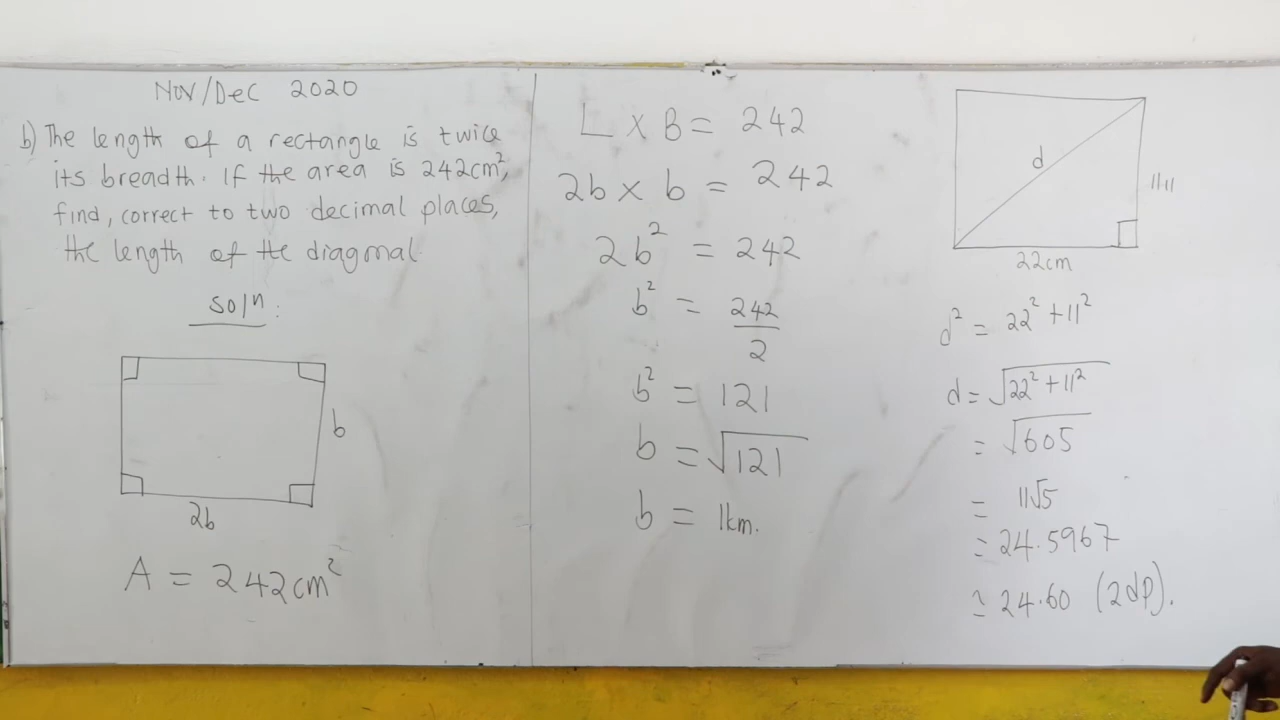 Nov/Dec 2020
b) The length of a rectangle is twice
its breadth. If the area is 242cm²,
find, correct to two decimal places,
the length of the diagonal.
Soln:
b
2b
A = 242cm²
L x B = 242
2b x b = 242
2b² = 242
b² = 242/2
b² = 121
b = √121
b = 11cm.
d
22cm
d² = 22² + 11²
d = √22² + 11²
= √605
= 11√5
= 24.5967
≃ 24.60 (2dp).